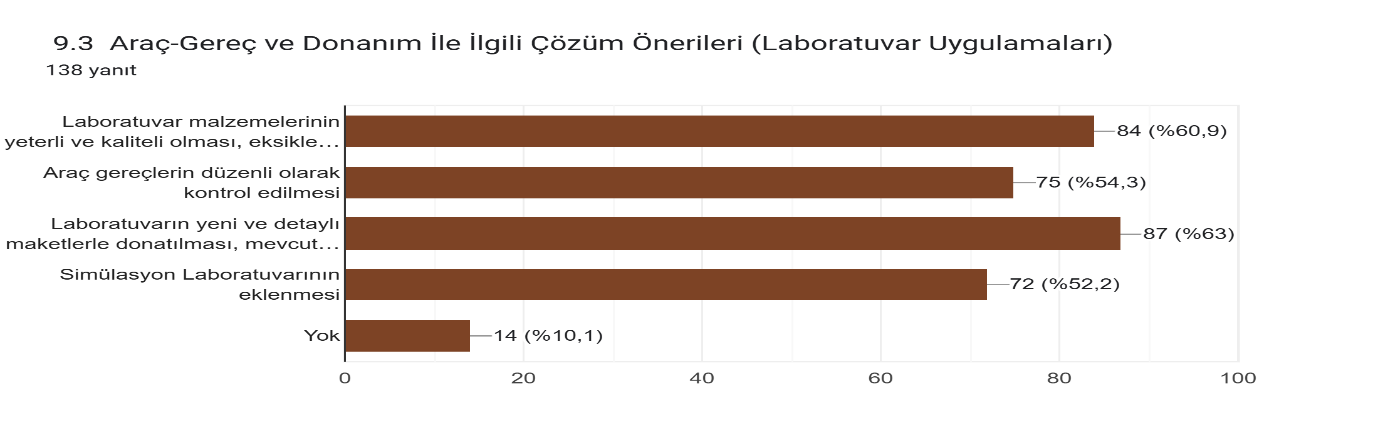 9.3 Araç-Gereç ve Donanım İle İlgili Çözüm Önerileri (Laboratuvar Uygulamaları)
138 yanıt
Laboratuvar malzemelerinin
yeterli ve kaliteli olması, eksikle...
84 (%60,9)
Araç gereçlerin düzenli olarak
kontrol edilmesi
75 (%54,3)
Laboratuvarın yeni ve detaylı
maketlerle donatılması, mevcut...
87 (%63)
Simülasyon Laboratuvarının
eklenmesi
72 (%52,2)
Yok
14 (%10,1)
0 20 40 60 80 100